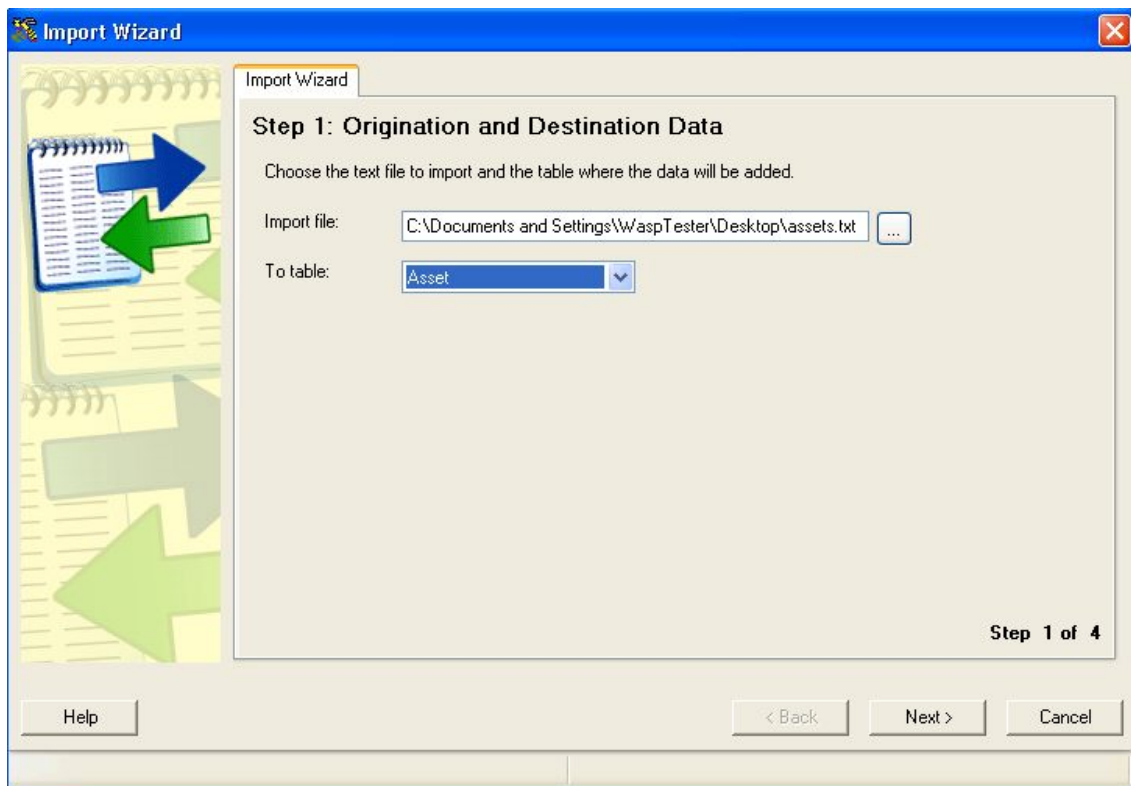 Import Wizard
Import Wizard
Step 1: Origination and Destination Data
Choose the text file to import and the table where the data will be added.
Import file: C:\Documents and Settings\WaspTester\Desktop\assets.txt ...
To table: Asset
Step 1 of 4
Help < Back Next > Cancel